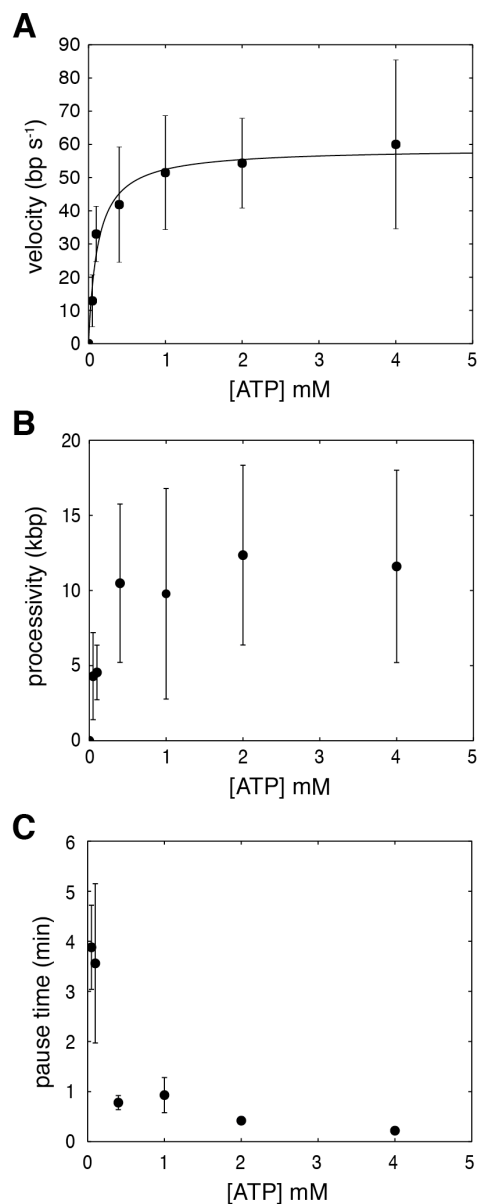 A
90
80
70
60
50
40
30
20
10
0
velocity (bp s⁻¹)
0 1 2 3 4 5
[ATP] mM
B
20
15
10
5
0
processivity (kbp)
0 1 2 3 4 5
[ATP] mM
C
6
5
4
3
2
1
0
pause time (min)
0 1 2 3 4 5
[ATP] mM